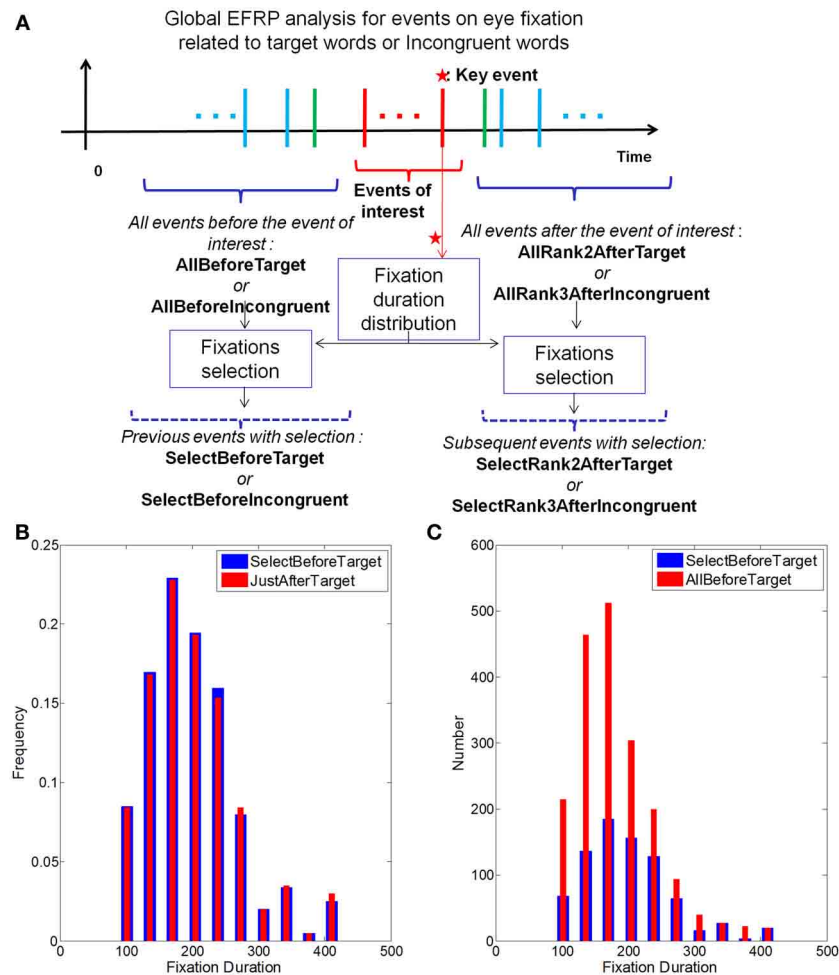 A
Global EFRP analysis for events on eye fixation
related to target words or Incongruent words
: Key event
0
Time
Events of
interest
All events before the event of
interest :
AllBeforeTarget
or
AllBeforeIncongruent
All events after the event of interest :
AllRank2AfterTarget
or
AllRank3AfterIncongruent
Fixation
duration
distribution
Fixations
selection
Fixations
selection
Previous events with selection :
SelectBeforeTarget
or
SelectBeforeIncongruent
Subsequent events with selection:
SelectRank2AfterTarget
or
SelectRank3AfterIncongruent
B
0.25
0.2
0.15
0.1
0.05
0
Frequency
SelectBeforeTarget
JustAfterTarget
0 100 200 300 400 500
Fixation Duration
C
600
500
400
300
200
100
0
Number
SelectBeforeTarget
AllBeforeTarget
0 100 200 300 400 500
Fixation Duration